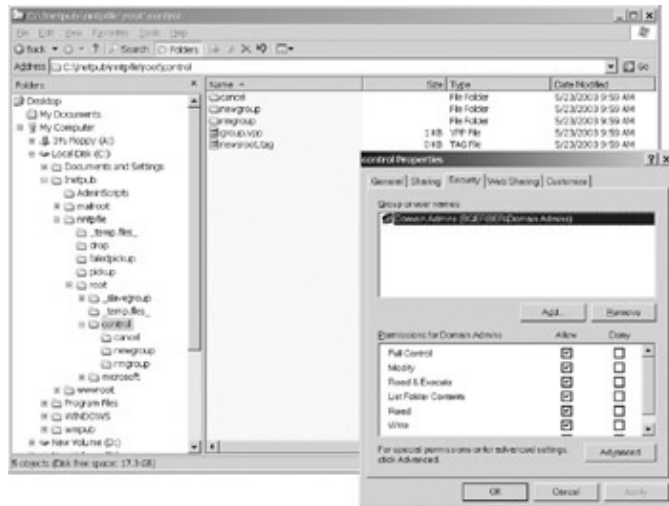 C:\Inetpub\nntpfile\root\control
File Edit View Favorites Tools Help
Back Search Folders
Address C:\Inetpub\nntpfile\root\control Go
Folders
Desktop
My Documents
My Computer
3½ Floppy (A:)
Local Disk (C:)
Documents and Settings
Inetpub
AdminScripts
mailroot
nntpfile
_temp.files_
drop
failedpickup
pickup
root
_slavegroup
_temp.files_
control
cancel
newgroup
rmgroup
microsoft
wwwroot
Program Files
WINDOWS
wmpub
New Volume (D:)
Name Size Type Date Modified
cancel File Folder 5/23/2003 9:59 AM
newgroup File Folder 5/23/2003 9:59 AM
rmgroup File Folder 5/23/2003 9:59 AM
group.vpp 1 KB VPP File 5/23/2003 9:59 AM
newsroot.tag 0 KB TAG File 5/23/2003 9:59 AM
5 objects (Disk free space: 17.3 GB)
control Properties
General Sharing Security Web Sharing Customize
Group or user names:
Domain Admins (BGERBER\Domain Admins)
Add... Remove
Permissions for Domain Admins Allow Deny
Full Control
Modify
Read & Execute
List Folder Contents
Read
Write
For special permissions or for advanced settings,
click Advanced.
Advanced
OK Cancel Apply